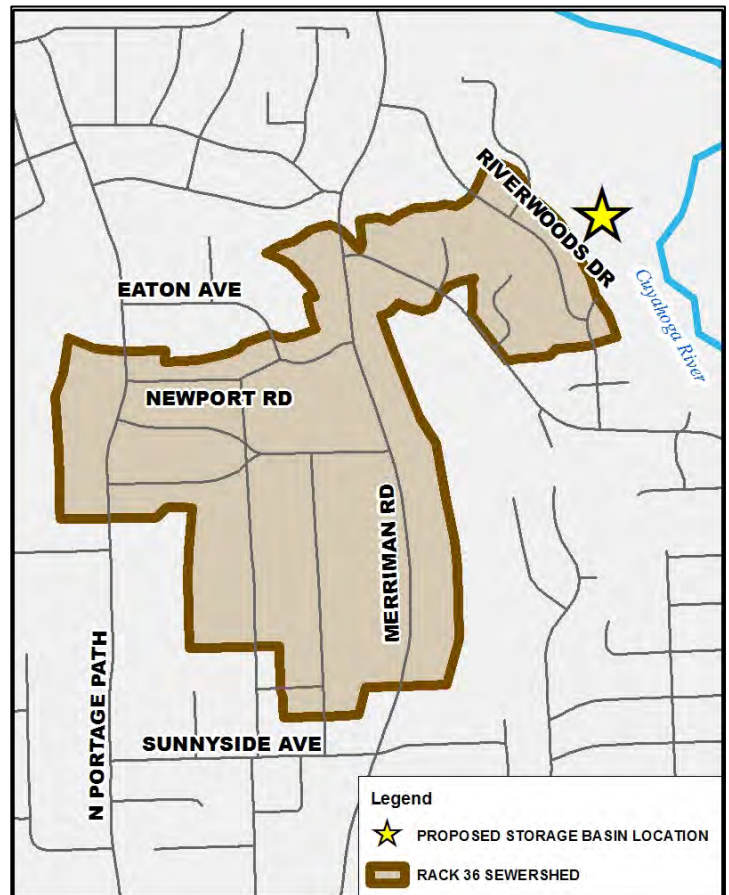 RIVERWOODS DR
EATON AVE
Cuyahoga River
NEWPORT RD
MERRIMAN RD
N PORTAGE PATH
SUNNYSIDE AVE
Legend
PROPOSED STORAGE BASIN LOCATION
RACK 36 SEWERSHED